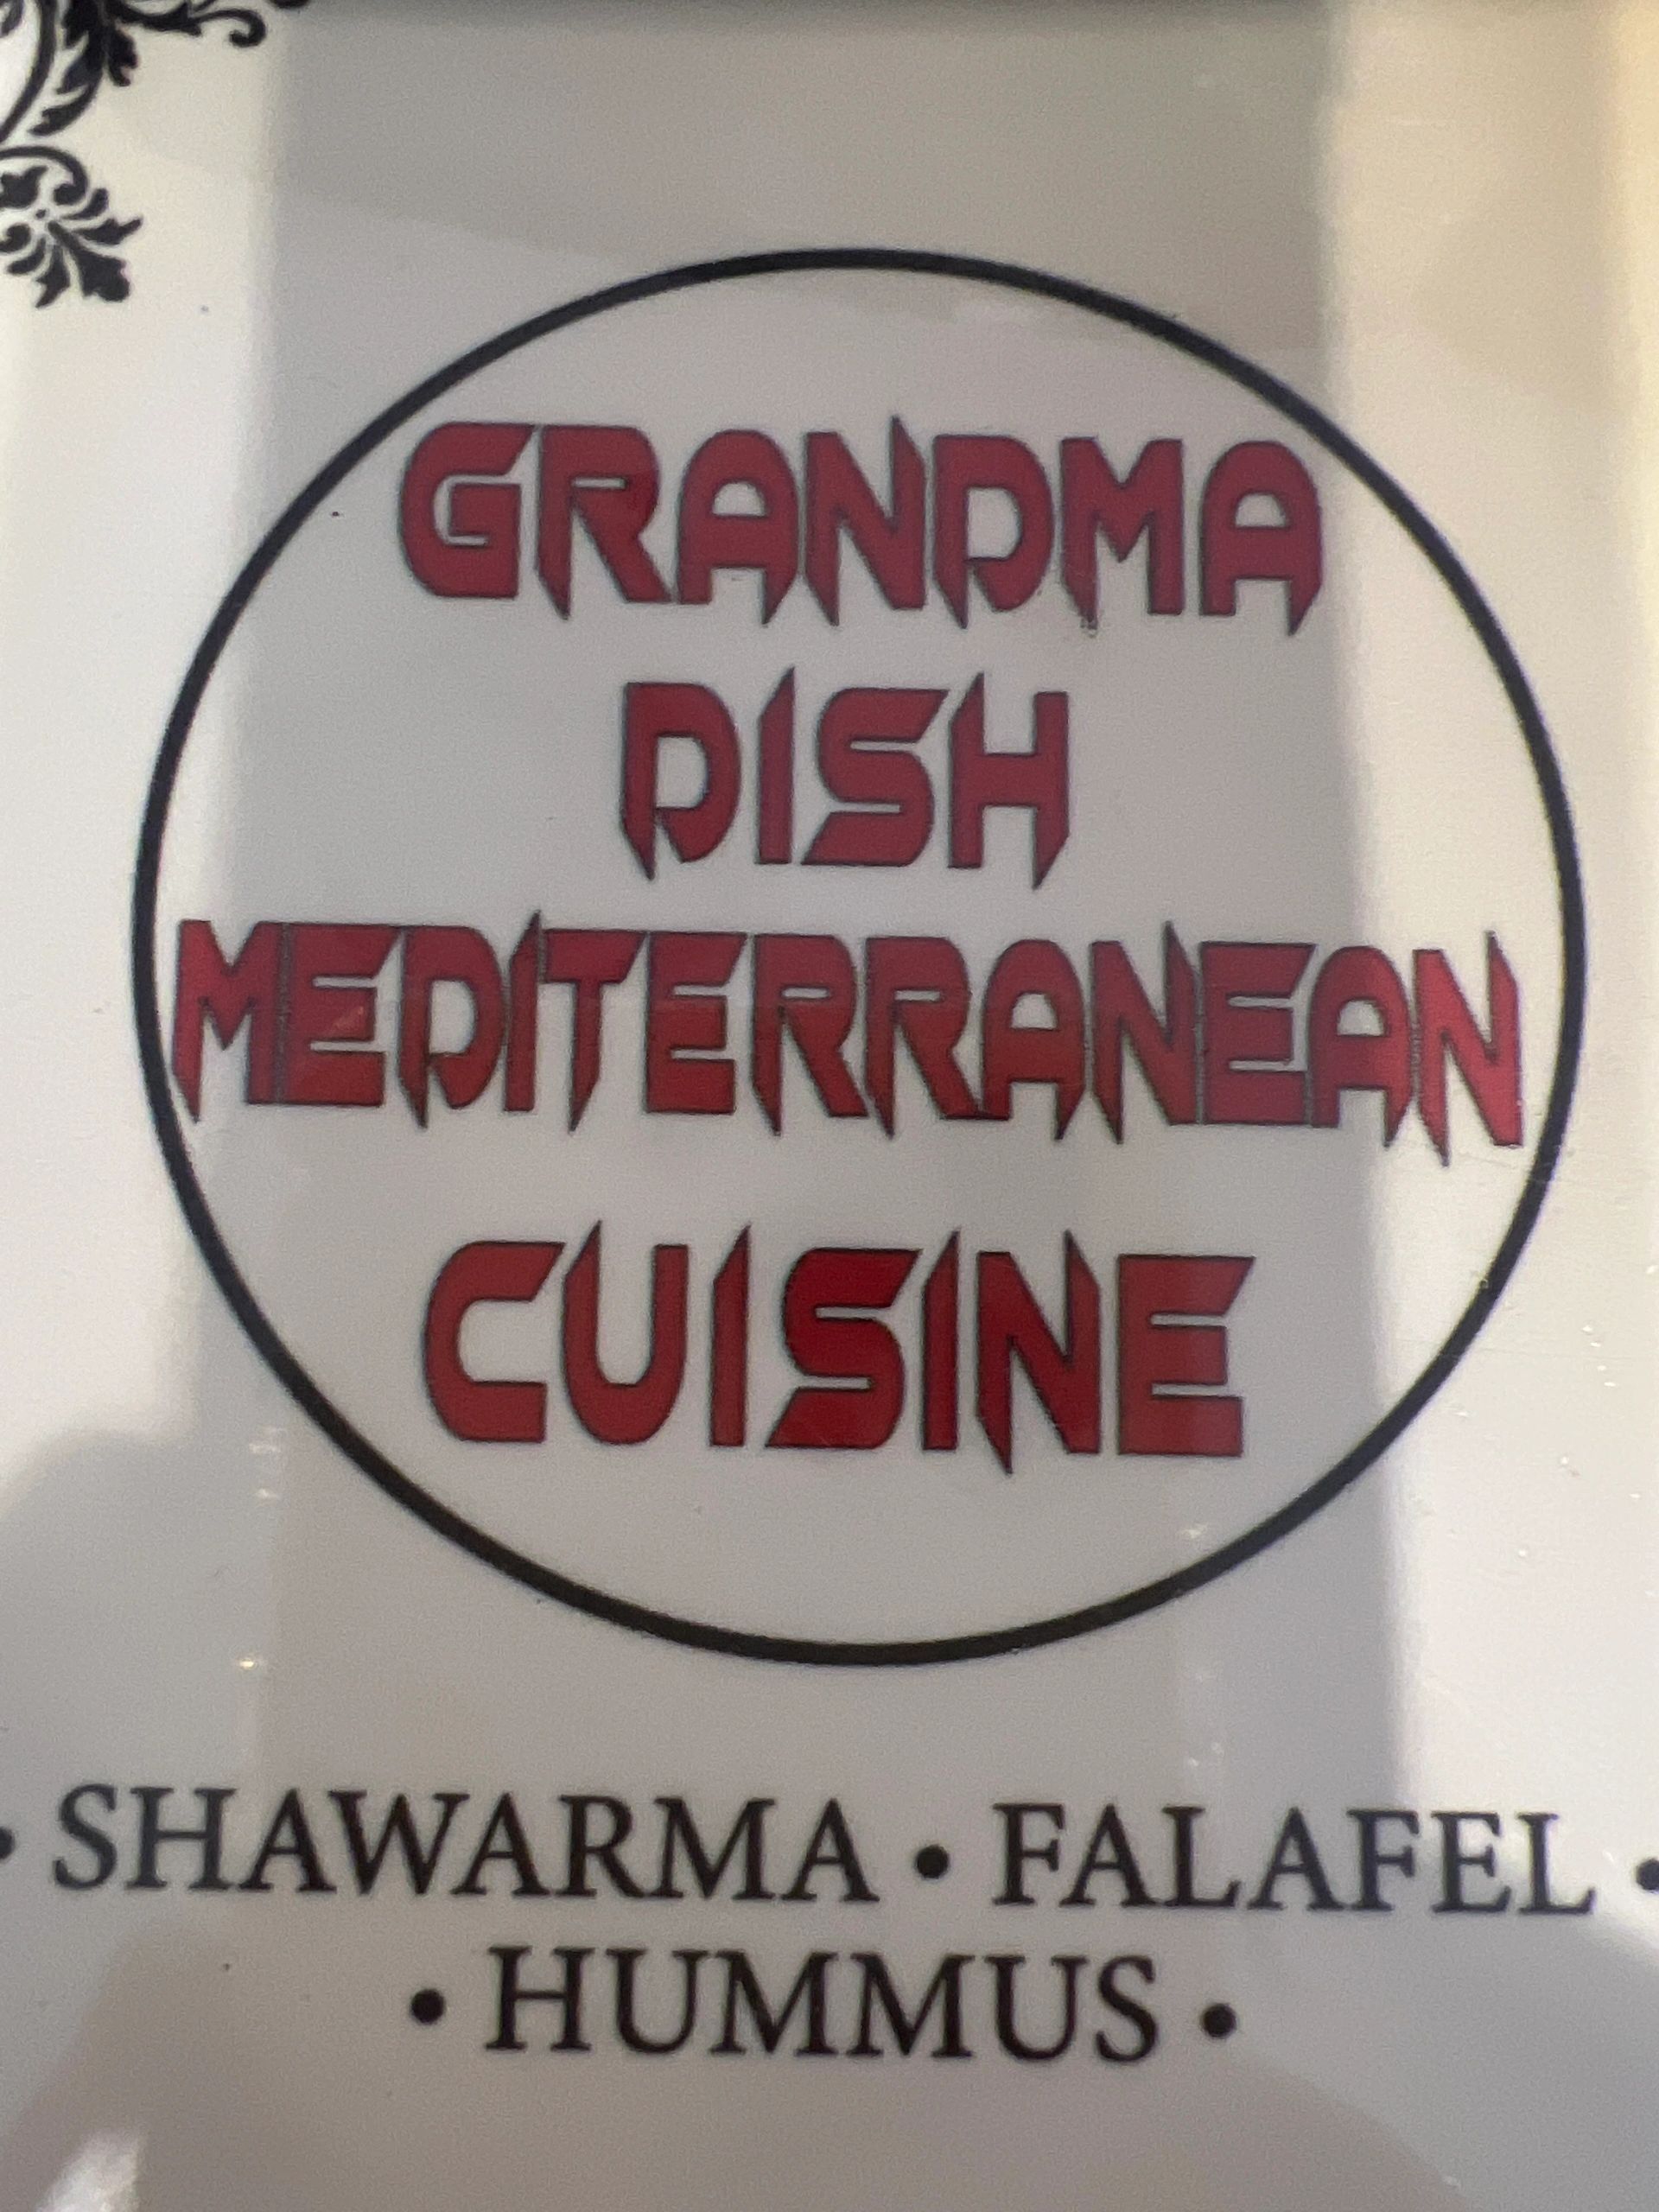 GRANDMA
DISH
MEDITERRANEAN
CUISINE
• SHAWARMA • FALAFEL •
• HUMMUS •